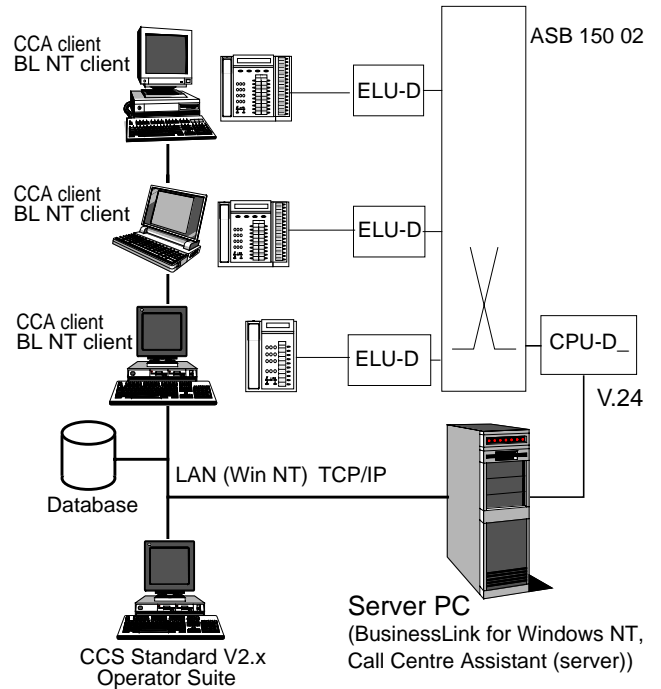 CCA client
BL NT client
ELU-D
ASB 150 02
CCA client
BL NT client
ELU-D
CCA client
BL NT client
ELU-D
CPU-D_
V.24
LAN (Win NT) TCP/IP
Database
Server PC
(BusinessLink for Windows NT,
Call Centre Assistant (server))
CCS Standard V2.x
Operator Suite